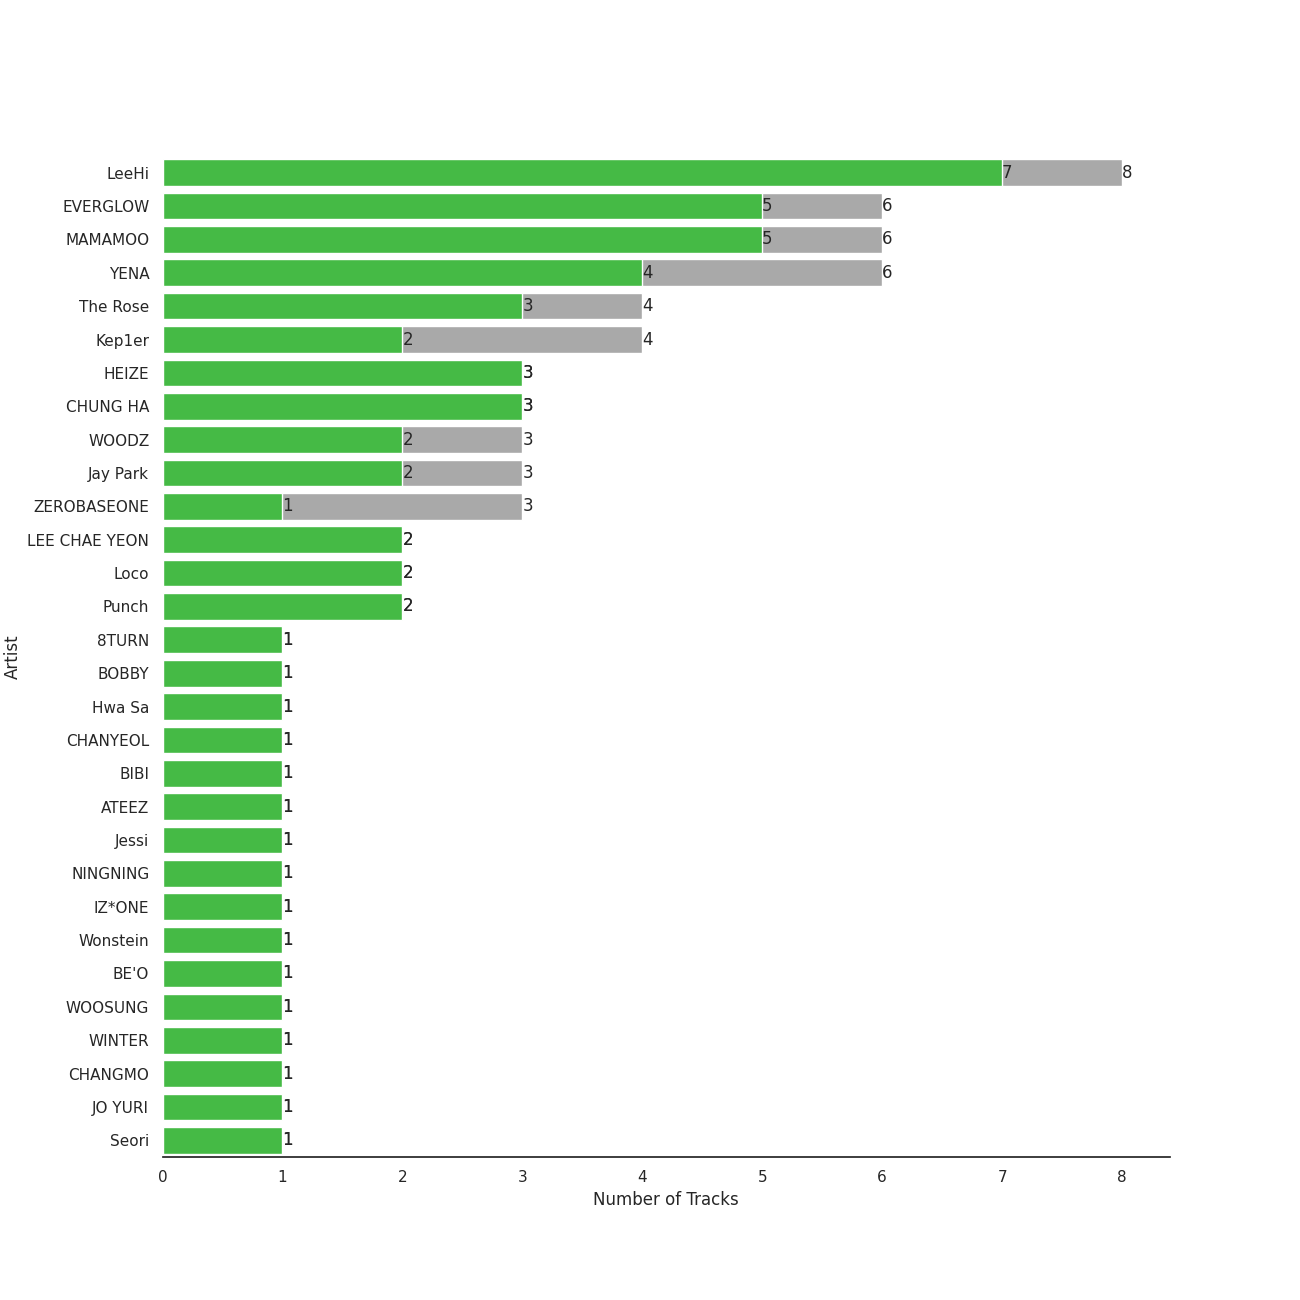 LeeHi 7 8
EVERGLOW 5 6
MAMAMOO 5 6
YENA 4 6
The Rose 3 4
Kep1er 2 4
HEIZE 3
CHUNG HA 3
WOODZ 2 3
Jay Park 2 3
ZEROBASEONE 1 3
LEE CHAE YEON 2
Loco 2
Punch 2
8TURN 1
BOBBY 1
Hwa Sa 1
CHANYEOL 1
BIBI 1
ATEEZ 1
Jessi 1
NINGNING 1
IZ*ONE 1
Wonstein 1
BE'O 1
WOOSUNG 1
WINTER 1
CHANGMO 1
JO YURI 1
Seori 1
0 1 2 3 4 5 6 7 8
Number of Tracks
Artist